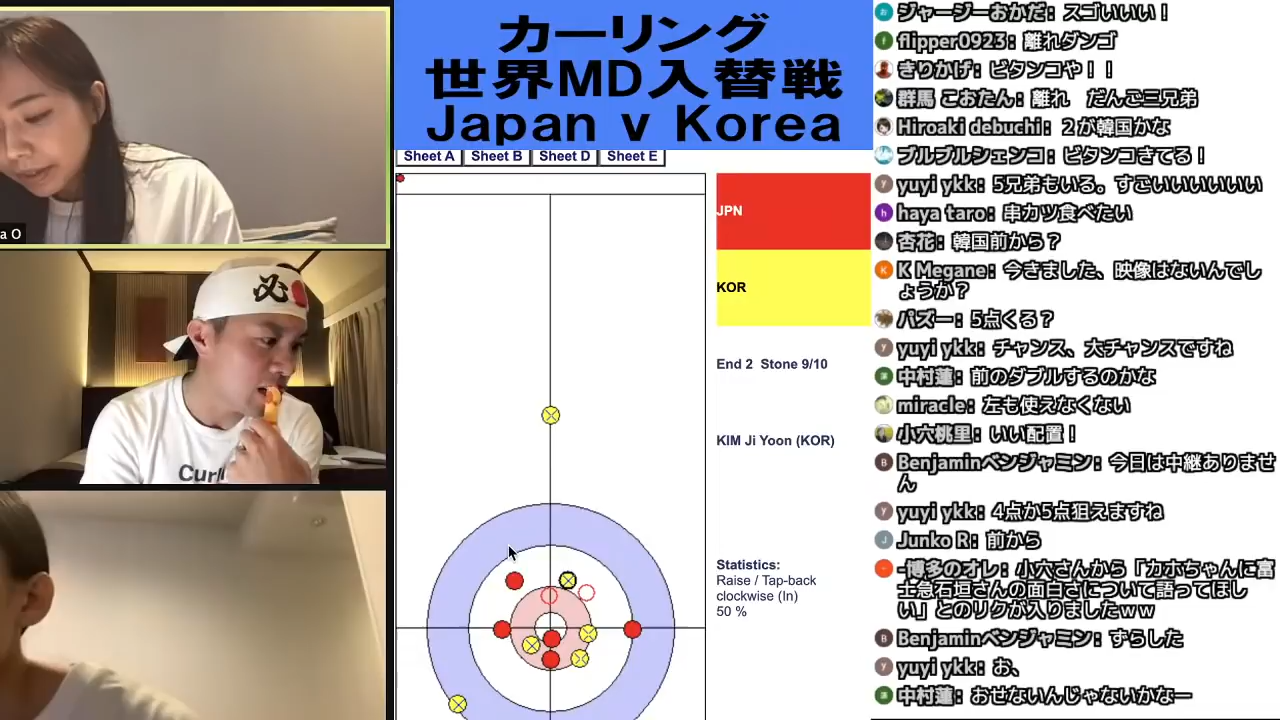 カーリング
世界MD入替戦
Japan v Korea
Sheet A
Sheet B
Sheet D
Sheet E
JPN
KOR
End 2 Stone 9/10
KIM Ji Yoon (KOR)
Statistics:
Raise / Tap-back
clockwise (In)
50 %
a O
必
Curl
ジャージーおかだ: スゴいいい！
flipper0923: 離れダンゴ
きりかげ: ビタンコや！！
群馬 こおたん: 離れ だんご三兄弟
Hiroaki debuchi: 2が韓国かな
ブルブルシェンコ: ビタンコきてる！
yuyi ykk: 5兄弟もいる。すごいいいいいい
haya taro: 串カツ食べたい
杏花: 韓国前から？
K Megane: 今きました、映像はないんでし
ょうか？
パズー: 5点くる？
yuyi ykk: チャンス、大チャンスですね
中村蓮: 前のダブルするのかな
miracle: 左も使えなくない
小穴桃里: いい配置！
Benjaminベンジャミン: 今日は中継ありませ
ん
yuyi ykk: 4点か5点狙えますね
Junko R: 前から
-博多のオレ: 小穴さんから「カホちゃんに富
士急石垣さんの面白さについて語ってほし
い」とのリクが入りましたｗｗ
Benjaminベンジャミン: ずらした
yuyi ykk: お、
中村蓮: おせないんじゃないかなー